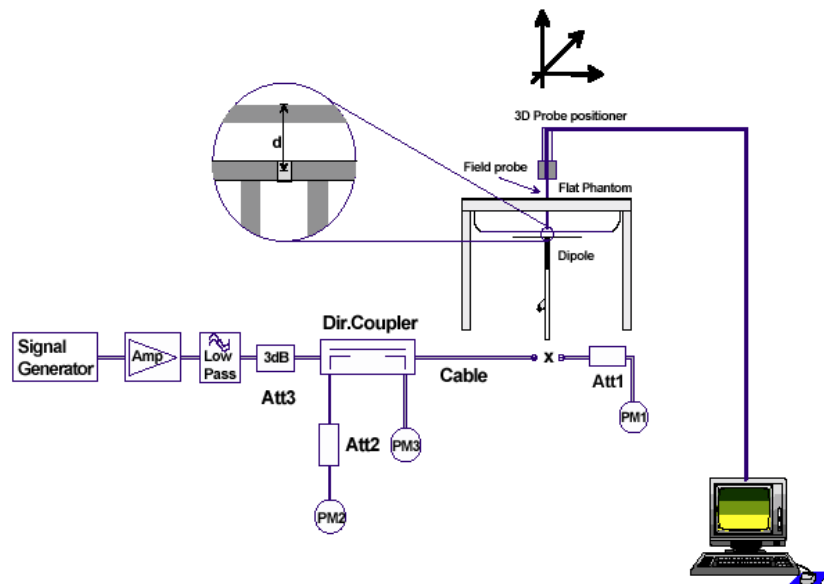 3D Probe positioner
d
Field probe
Flat Phantom
Dipole
Dir.Coupler
Signal
Generator
Amp
Low
Pass
3dB
Cable
x
Att1
Att3
PM1
Att2
PM3
PM2